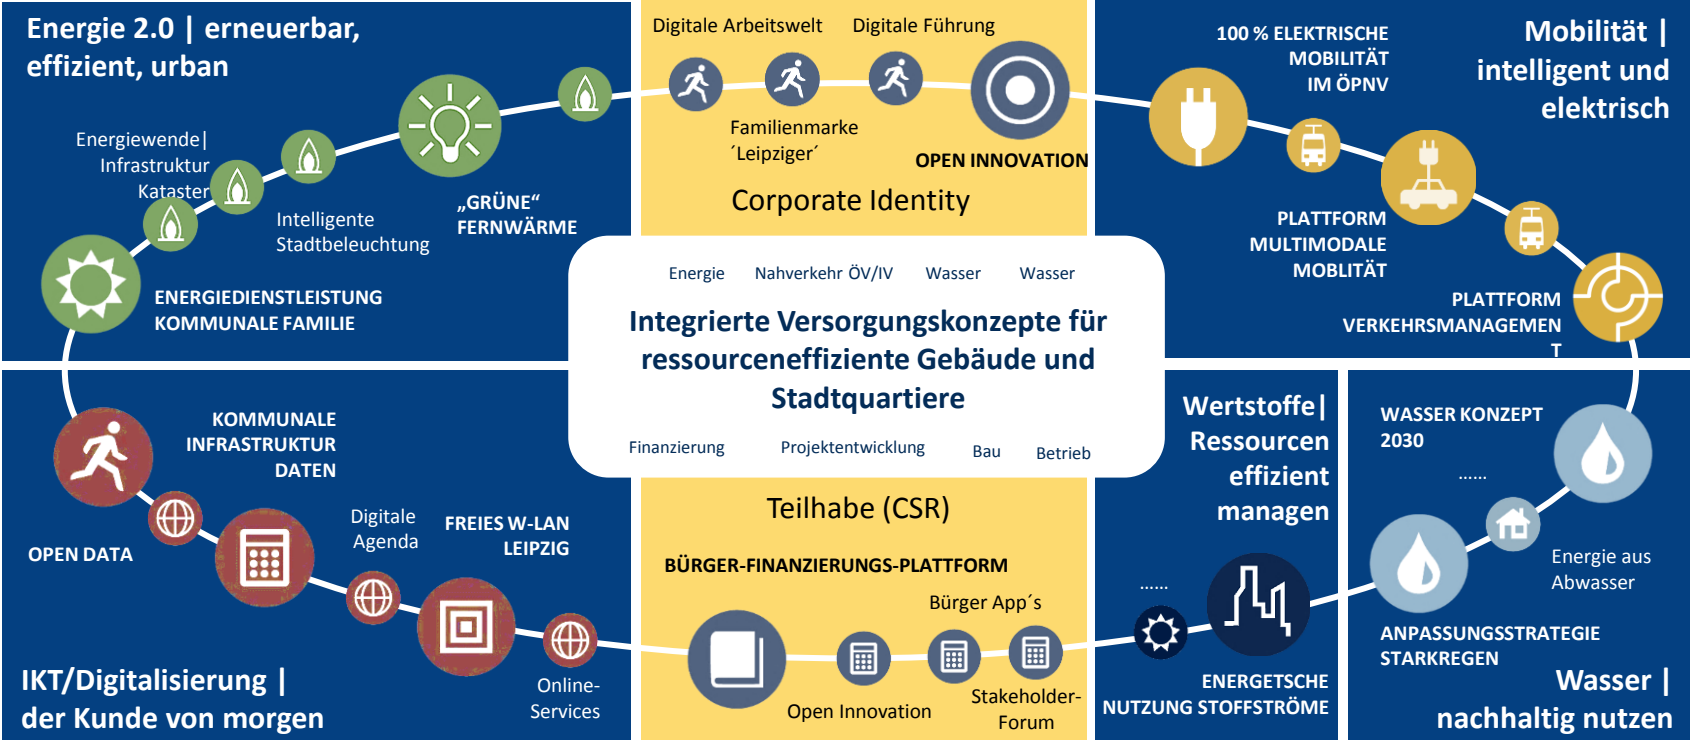 Energie 2.0 | erneuerbar,
effizient, urban
Energiewende|
Infrastruktur
Kataster
Intelligente
Stadtbeleuchtung
„GRÜNE“
FERNWÄRME
ENERGIEDIENSTLEISTUNG
KOMMUNALE FAMILIE
Digitale Arbeitswelt
Digitale Führung
Familienmarke
´Leipziger´
OPEN INNOVATION
Corporate Identity
100 % ELEKTRISCHE
MOBILITÄT
IM ÖPNV
Mobilität |
intelligent und
elektrisch
PLATTFORM
MULTIMODALE
MOBLITÄT
PLATTFORM
VERKEHRSMANAGEMEN
T
Energie Nahverkehr ÖV/IV Wasser Wasser
Integrierte Versorgungskonzepte für
ressourceneffiziente Gebäude und
Stadtquartiere
Finanzierung Projektentwicklung Bau Betrieb
KOMMUNALE
INFRASTRUKTUR
DATEN
OPEN DATA
Digitale
Agenda
FREIES W-LAN
LEIPZIG
Online-
Services
IKT/Digitalisierung |
der Kunde von morgen
Teilhabe (CSR)
BÜRGER-FINANZIERUNGS-PLATTFORM
Bürger App´s
Open Innovation
Stakeholder-
Forum
Wertstoffe|
Ressourcen
effizient
managen
......
ENERGETSCHE
NUTZUNG STOFFSTRÖME
WASSER KONZEPT
2030
......
Energie aus
Abwasser
ANPASSUNGSSTRATEGIE
STARKREGEN
Wasser |
nachhaltig nutzen